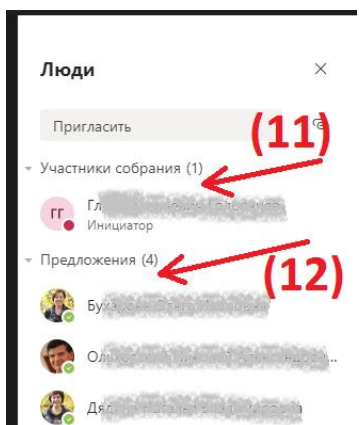 Люди
Пригласить
(11)
Участники собрания (1)
ГГ
Инициатор
Предложения (4)
(12)